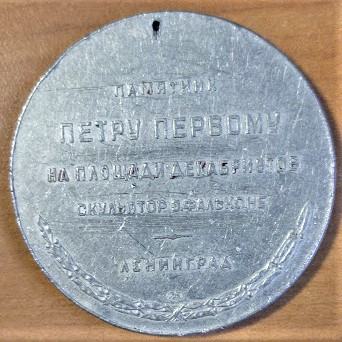 ПАМЯТНИК
ПЕТРУ ПЕРВОМУ
НА ПЛОЩАДИ ДЕКАБРИСТОВ
СКУЛЬПТОР Э.ФАЛЬКОНЕ
ЛЕНИНГРАД